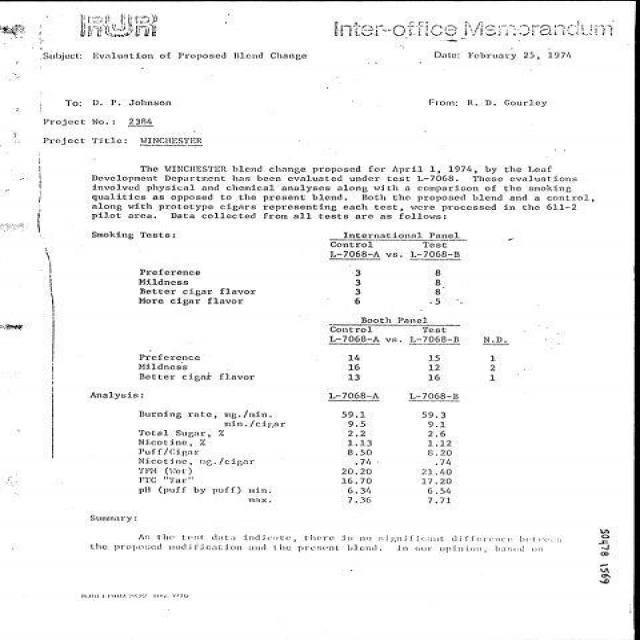 RJR Inter-office Memorandum
Subject: Evaluation of Proposed Blend Change Date: February 25, 1974
To: D. P. Johnson From: R. D. Gourley
Project No.: 2384
Project Title: WINCHESTER
The WINCHESTER blend change proposed for April 1, 1974, by the Leaf
Development Department has been evaluated under test L-7068. These evaluations
involved physical and chemical analyses along with a comparison of the smoking
qualities as opposed to the present blend. Both the proposed blend and a control,
along with prototype cigars representing each test, were processed in the 611-2
pilot area. Data collected from all tests are as follows:
Smoking Tests: International Panel
Control Test
L-7068-A vs. L-7068-B
Preference 3 8
Mildness 3 8
Better cigar flavor 3 8
More cigar flavor 6 5
Booth Panel
Control Test
L-7068-A vs. L-7068-B N.D.
Preference 14 15 1
Mildness 16 12 2
Better cigar flavor 13 16 1
Analysis: L-7068-A L-7068-B
Burning rate, mg./min. 59.1 59.3
min./cigar 9.5 9.1
Total Sugar, % 2.2 2.6
Nicotine, % 1.13 1.12
Puff/Cigar 8.50 8.20
Nicotine, mg./cigar .74 .74
TPM (Wet) 20.20 21.40
FTC "Tar" 16.70 17.20
pH (puff by puff) min. 6.34 6.54
max. 7.36 7.71
Summary:
As the test data indicate, there is no significant difference between
the proposed modification and the present blend. In our opinion, based on
50478 1569